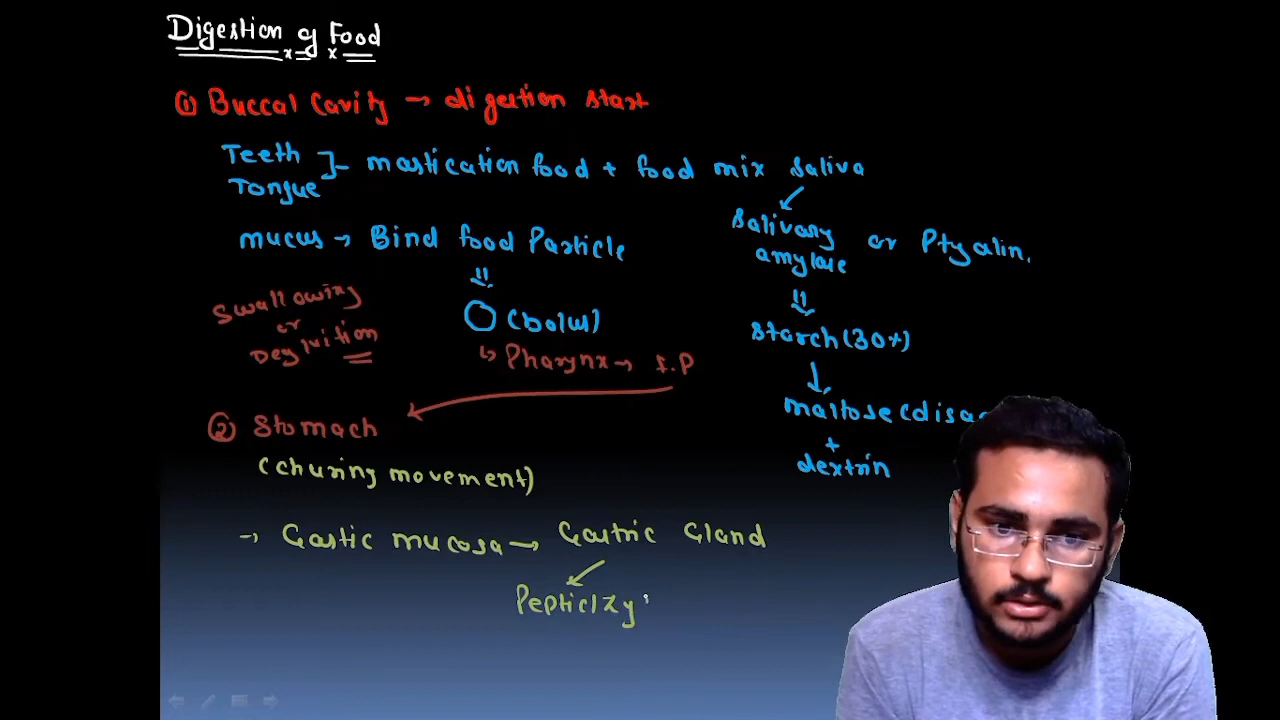 Digestion of Food
① Buccal Cavity → digestion start
Teeth
Tongue ]- mastication food + food mix saliva
Salivary amylase or Ptyalin.
mucus → Bind food Particle
Swallowing
or
Deglutition
(bolus)
↳ Pharynx →
Starch (30%)
maltose (disac
+
dextrin
② Stomach
(churing movement)
→ Gastic mucosa → Gastric Gland
Peptic/zy